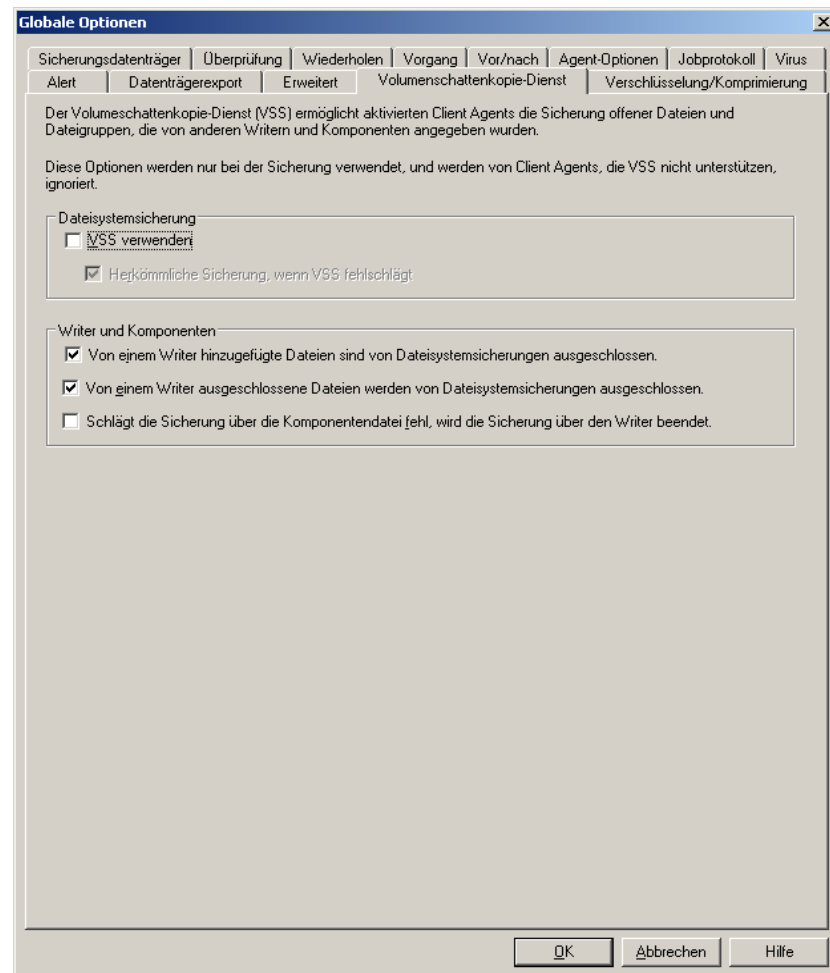 Globale Optionen
Sicherungsdatenträger Überprüfung Wiederholen Vorgang Vor/nach Agent-Optionen Jobprotokoll Virus
Alert Datenträgerexport Erweitert Volumenschattenkopie-Dienst Verschlüsselung/Komprimierung
Der Volumeschattenkopie-Dienst (VSS) ermöglicht aktivierten Client Agents die Sicherung offener Dateien und
Dateigruppen, die von anderen Writern und Komponenten angegeben wurden.
Diese Optionen werden nur bei der Sicherung verwendet, und werden von Client Agents, die VSS nicht unterstützen,
ignoriert.
Dateisystemsicherung
VSS verwenden
Herkömmliche Sicherung, wenn VSS fehlschlägt
Writer und Komponenten
Von einem Writer hinzugefügte Dateien sind von Dateisystemsicherungen ausgeschlossen.
Von einem Writer ausgeschlossene Dateien werden von Dateisystemsicherungen ausgeschlossen.
Schlägt die Sicherung über die Komponentendatei fehl, wird die Sicherung über den Writer beendet.
OK Abbrechen Hilfe